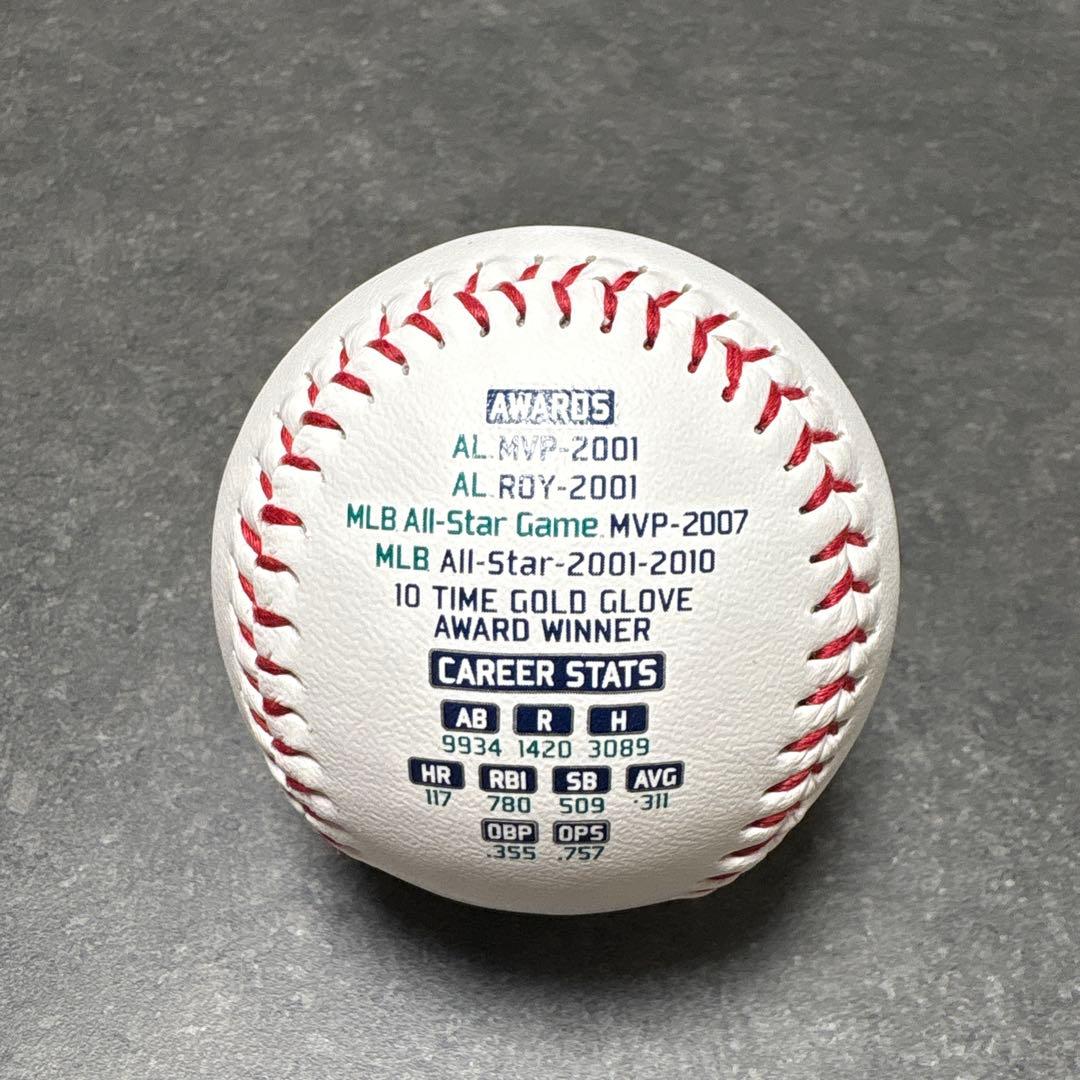 AWARDS
AL.MVP-2001
AL.ROY-2001
MLB All-Star Game.MVP-2007
MLB All-Star-2001-2010
10 TIME GOLD GLOVE
AWARD WINNER
CAREER STATS
AB R H
9934 1420 3089
HR RBI SB AVG
117 780 509 .311
OBP OPS
.355 .757